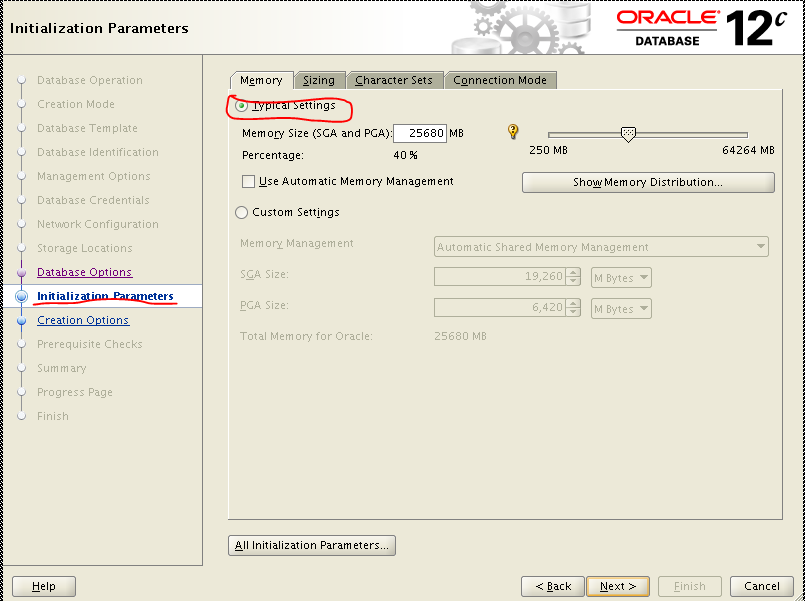 Initialization Parameters
ORACLE
DATABASE
12c
Database Operation
Creation Mode
Database Template
Database Identification
Management Options
Database Credentials
Network Configuration
Storage Locations
Database Options
Initialization Parameters
Creation Options
Prerequisite Checks
Summary
Progress Page
Finish
Memory Sizing Character Sets Connection Mode
Typical Settings
Memory Size (SGA and PGA): 25680 MB
250 MB 64264 MB
Percentage: 40 %
Use Automatic Memory Management Show Memory Distribution...
Custom Settings
Memory Management Automatic Shared Memory Management
SGA Size: 19,260 M Bytes
PGA Size: 6,420 M Bytes
Total Memory for Oracle: 25680 MB
All Initialization Parameters...
Help < Back Next > Finish Cancel